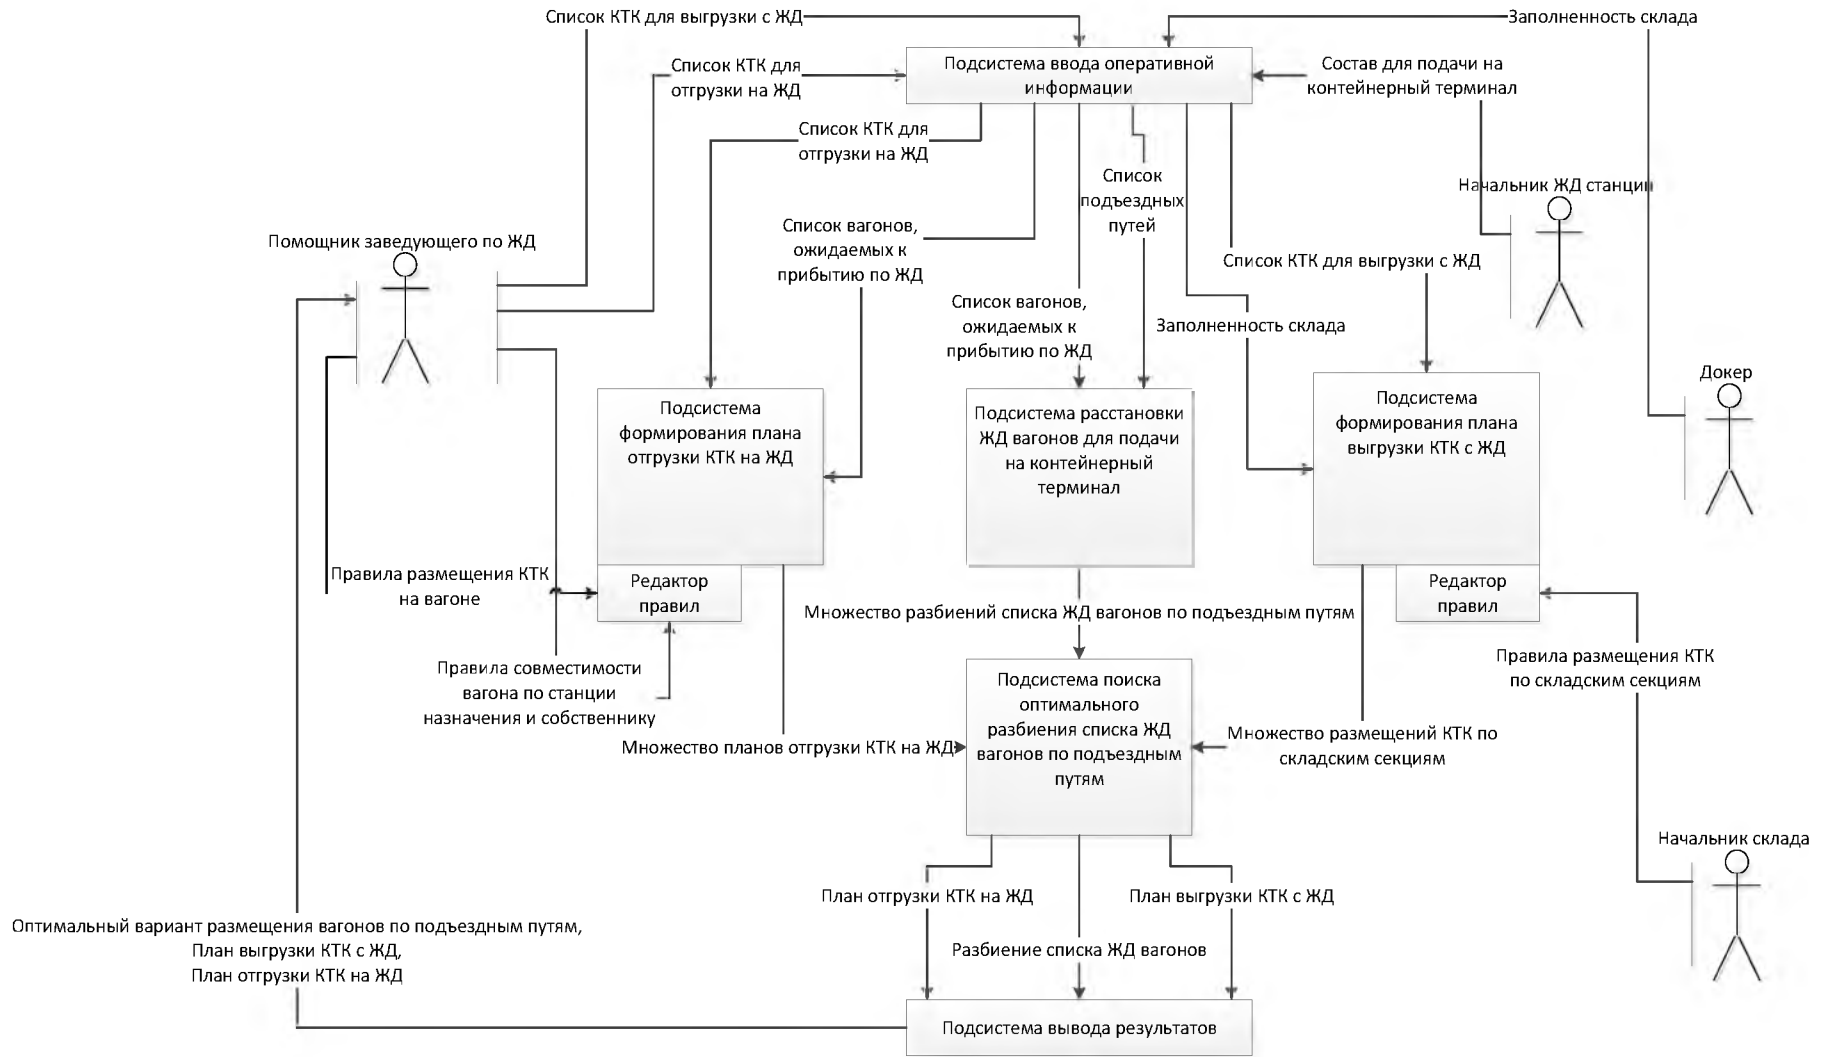 Список КТК для выгрузки с ЖД
Заполненность склада
Список КТК для
отгрузки на ЖД
Подсистема ввода оперативной
информации
Состав для подачи на
контейнерный терминал
Список КТК для
отгрузки на ЖД
Список
подъездных
путей
Начальник ЖД станции
Помощник заведующего по ЖД
Список вагонов,
ожидаемых к
прибытию по ЖД
Список КТК для выгрузки с ЖД
Список вагонов,
ожидаемых к
прибытию по ЖД
Заполненность склада
Докер
Подсистема
формирования плана
отгрузки КТК на ЖД
Подсистема расстановки
ЖД вагонов для подачи
на контейнерный
терминал
Подсистема
формирования плана
выгрузки КТК с ЖД
Правила размещения КТК
на вагоне
Редактор
правил
Редактор
правил
Множество разбиений списка ЖД вагонов по подъездным путям
Правила совместимости
вагона по станции
назначения и собственнику
Правила размещения КТК
по складским секциям
Подсистема поиска
оптимального
разбиения списка ЖД
вагонов по подъездным
путям
Множество планов отгрузки КТК на ЖД
Множество размещений КТК по
складским секциям
Начальник склада
План отгрузки КТК на ЖД
План выгрузки КТК с ЖД
Оптимальный вариант размещения вагонов по подъездным путям,
План выгрузки КТК с ЖД,
План отгрузки КТК на ЖД
Разбиение списка ЖД вагонов
Подсистема вывода результатов